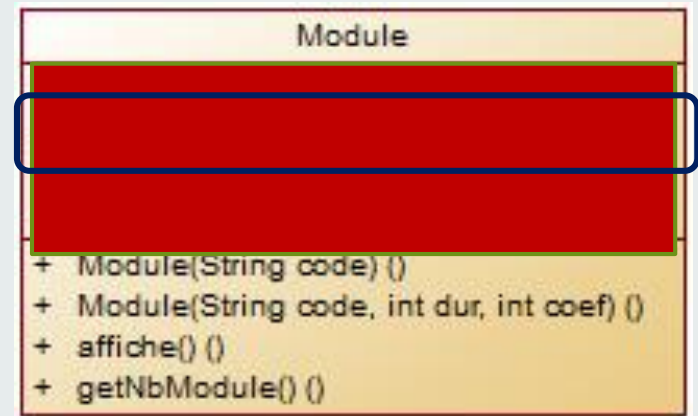 Module
+ Module(String code) ()
+ Module(String code, int dur, int coef) ()
+ affiche() ()
+ getNbModule() ()